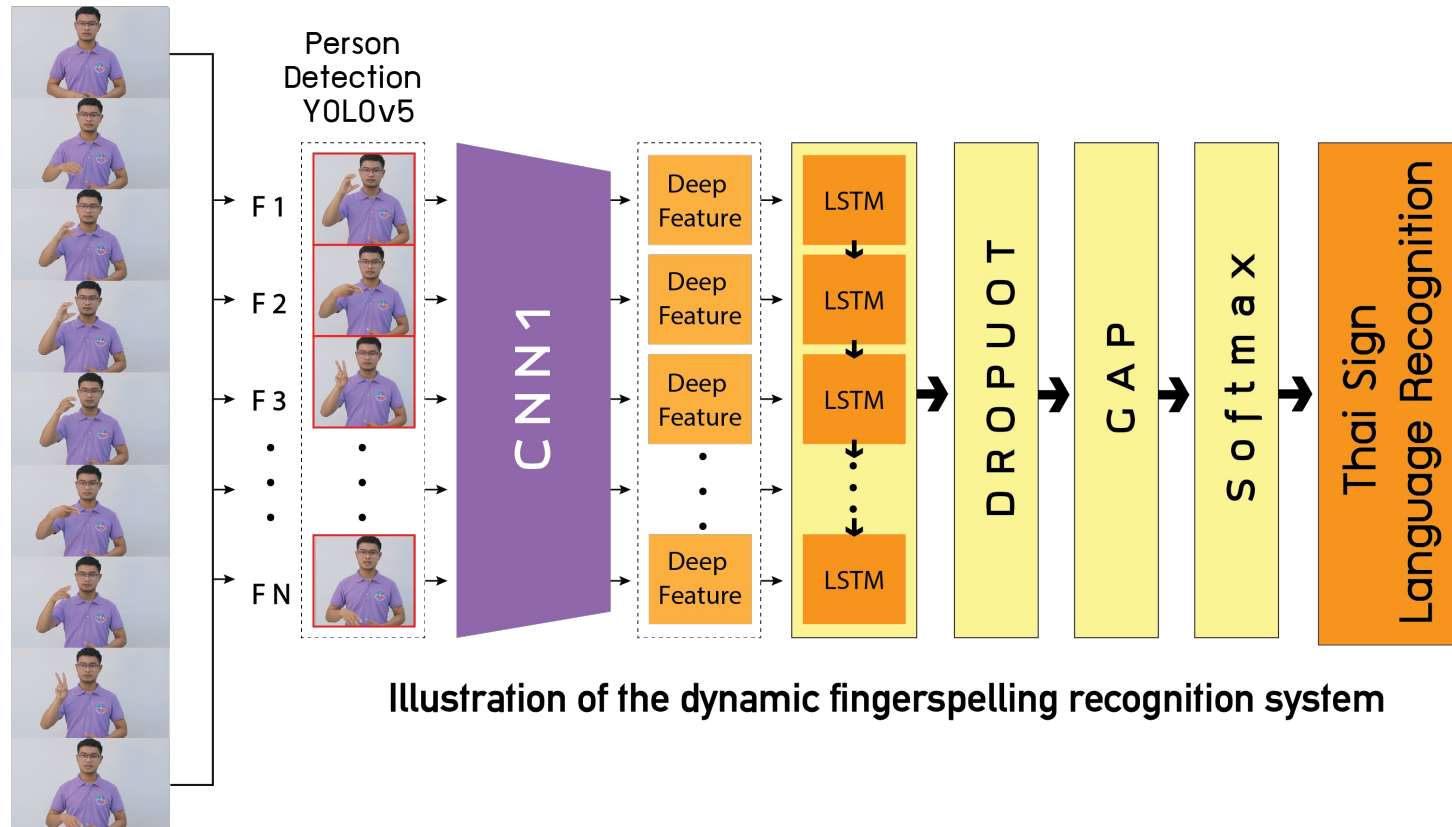 Person
Detection
YOLOv5
F 1
F 2
F 3
F N
CNN1
Deep
Feature
Deep
Feature
Deep
Feature
Deep
Feature
LSTM
LSTM
LSTM
LSTM
DROPUOT
GAP
Softmax
Thai Sign
Language Recognition
Illustration of the dynamic fingerspelling recognition system